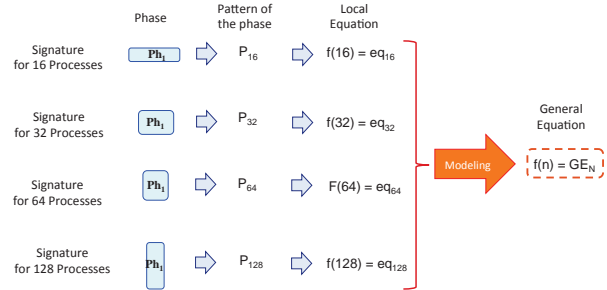 Phase
Pattern of
the phase
Local
Equation
Signature
for 16 Processes
Ph1
P16
f(16) = eq16
Signature
for 32 Processes
Ph1
P32
f(32) = eq32
Signature
for 64 Processes
Ph1
P64
F(64) = eq64
Signature
for 128 Processes
Ph1
P128
f(128) = eq128
Modeling
General
Equation
f(n) = GEN